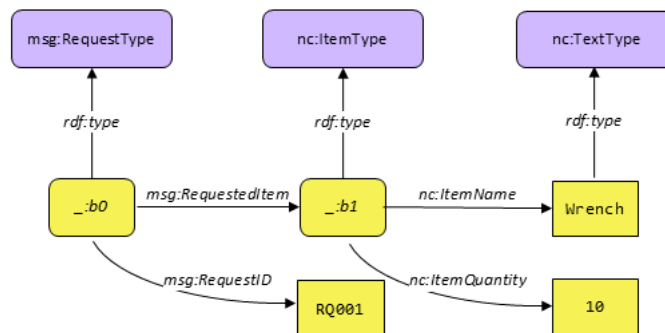 msg:RequestType
nc:ItemType
nc:TextType
rdf:type
rdf:type
rdf:type
_:b0
msg:RequestedItem
_:b1
nc:ItemName
Wrench
msg:RequestID
RQ001
nc:ItemQuantity
10